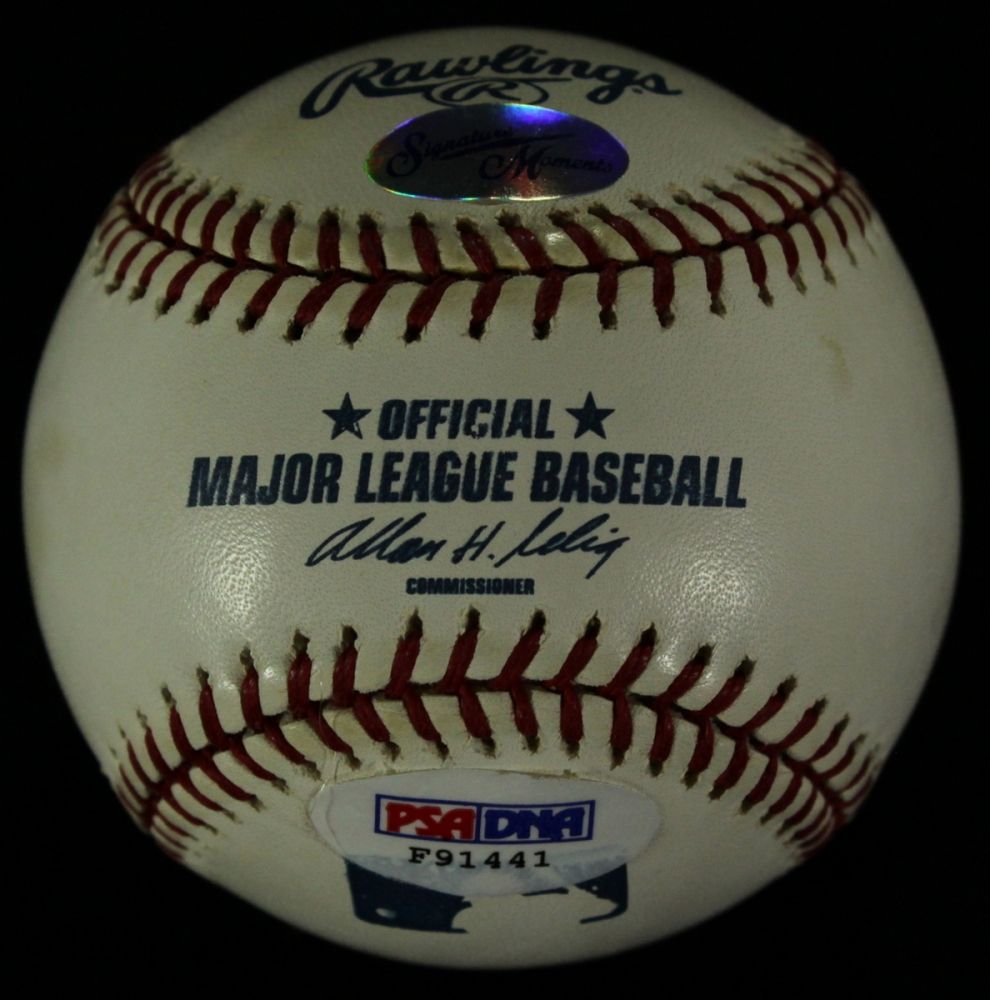 Rawlings
R
Signature
Moments
★ OFFICIAL ★
MAJOR LEAGUE BASEBALL
Allan H. Selig
COMMISSIONER
PSA DNA
F91441